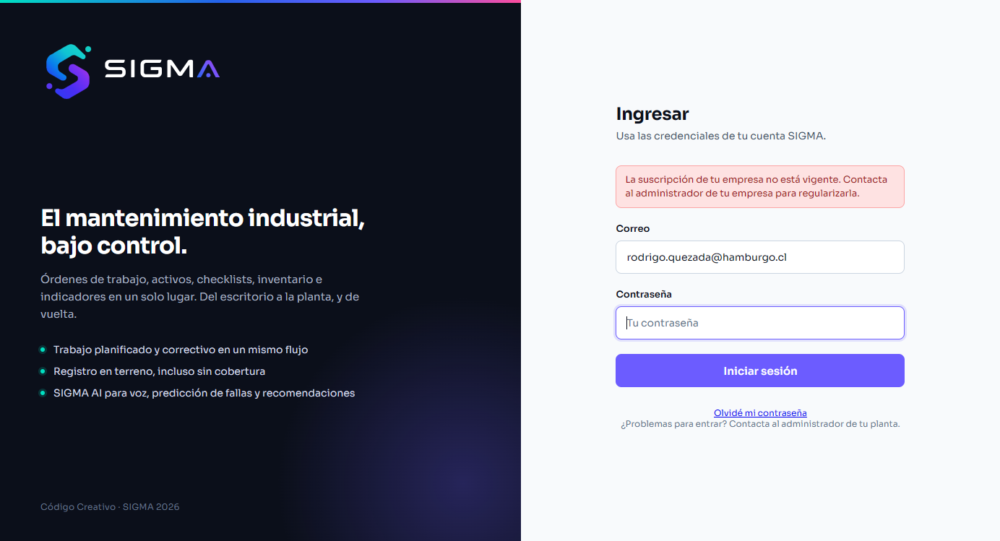 SIGMA
El mantenimiento industrial,
bajo control.
Órdenes de trabajo, activos, checklists, inventario e
indicadores en un solo lugar. Del escritorio a la planta, y de
vuelta.
Trabajo planificado y correctivo en un mismo flujo
Registro en terreno, incluso sin cobertura
SIGMA AI para voz, predicción de fallas y recomendaciones
Código Creativo · SIGMA 2026
Ingresar
Usa las credenciales de tu cuenta SIGMA.
La suscripción de tu empresa no está vigente. Contacta
al administrador de tu empresa para regularizarla.
Correo
rodrigo.quezada@hamburgo.cl
Contraseña
Tu contraseña
Iniciar sesión
Olvidé mi contraseña
¿Problemas para entrar? Contacta al administrador de tu planta.